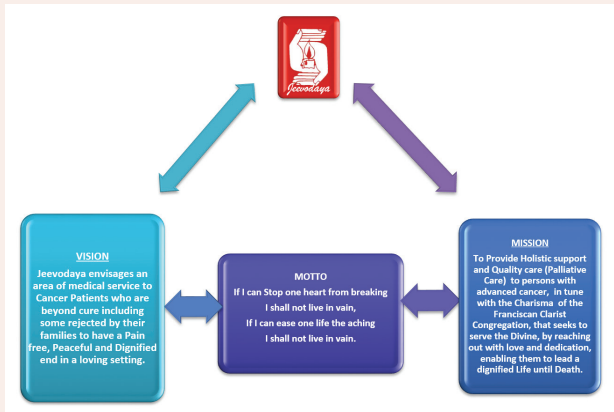 Jeevodaya
VISION
Jeevodaya envisages an
area of medical service to
Cancer Patients who are
beyond cure including
some rejected by their
families to have a Pain
free, Peaceful and Dignified
end in a loving setting.
MOTTO
If I can Stop one heart from breaking
I shall not live in vain,
If I can ease one life the aching
I shall not live in vain.
MISSION
To Provide Holistic support
and Quality care (Palliative
Care) to persons with
advanced cancer, in tune
with the Charisma of the
Franciscan Clarist
Congregation, that seeks to
serve the Divine, by reaching
out with love and dedication,
enabling them to lead a
dignified Life until Death.